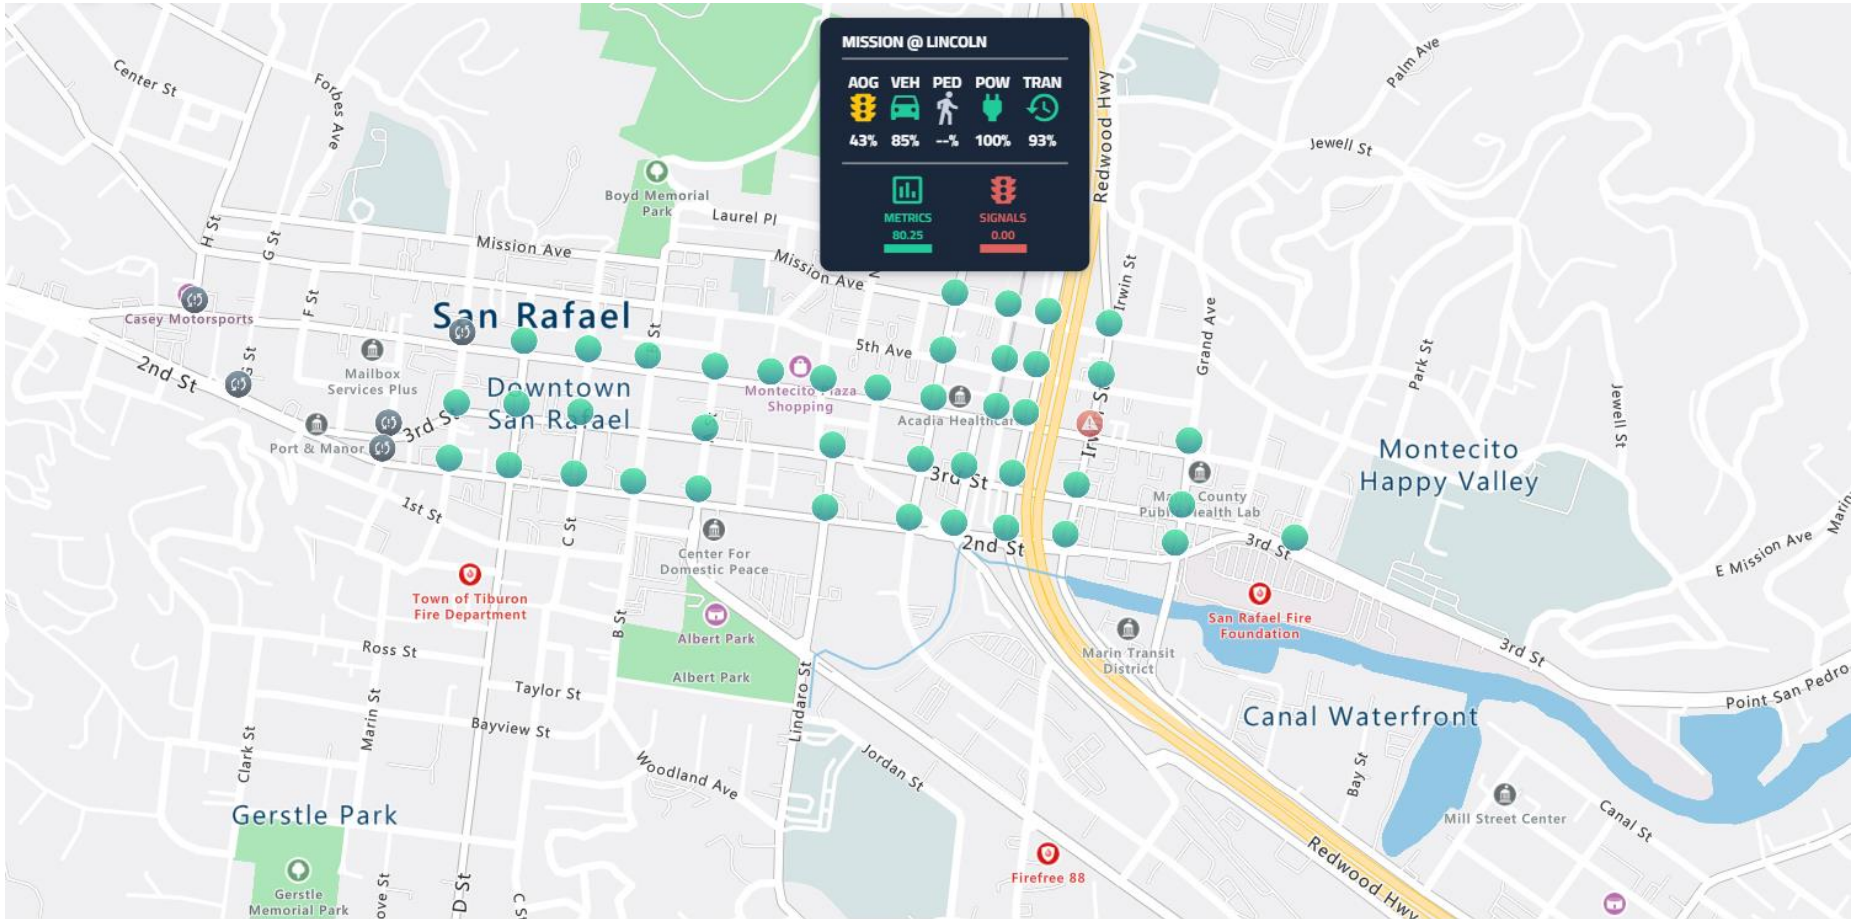 MISSION @ LINCOLN
AOG VEH PED POW TRAN
43% 85% --% 100% 93%
METRICS SIGNALS
80.25 0.00
Center St
Forbes Ave
Palm Ave
Redwood Hwy
Jewell St
Boyd Memorial
Park
Laurel Pl
H St
G St
Mission Ave
Mission Ave
Irwin St
F St
Casey Motorsports
San Rafael
St
5th Ave
Grand Ave
Park St
2nd St
G St
Mailbox
Services Plus
Downtown
San Rafael
Montecito Plaza
Shopping
Acadia Healthcar
Jewell St
Port & Manor
3rd St
Montecito
Happy Valley
3rd St
County
Public Health Lab
1st St
C St
Center For
Domestic Peace
2nd St
3rd St
E Mission Ave
Marin
Town of Tiburon
Fire Department
B St
Albert Park
San Rafael Fire
Foundation
Marin Transit
District
3rd St
Ross St
Albert Park
Taylor St
Lindaro St
Point San Pedro
Marin St
Bayview St
Canal Waterfront
Clark St
Woodland Ave
Jordan St
Bay St
Gerstle Park
Mill Street Center
Canal St
Redwood Hwy
Firefree 88
Gerstle
Memorial Park
ove St
D St
C St